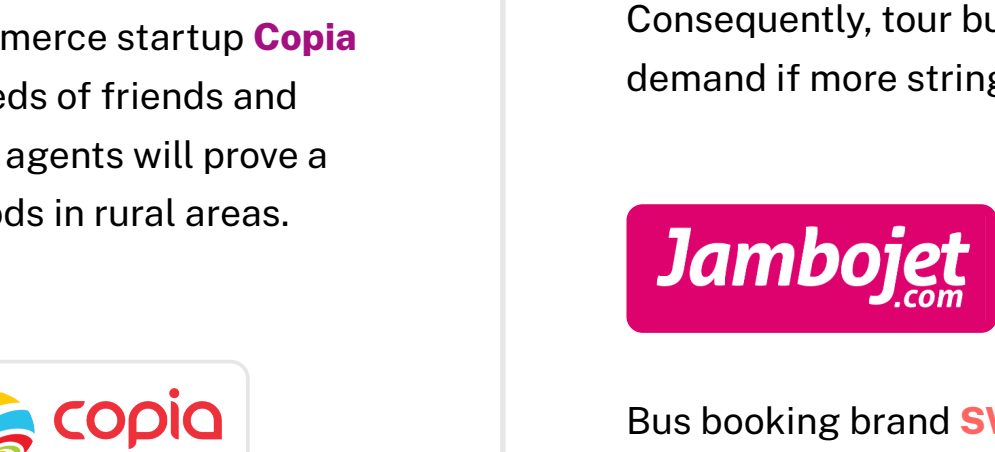 merce startup Copia
eds of friends and
agents will prove a
ods in rural areas.
copia
Consequently, tour bu
demand if more string
Jambojet
.com
Bus booking brand